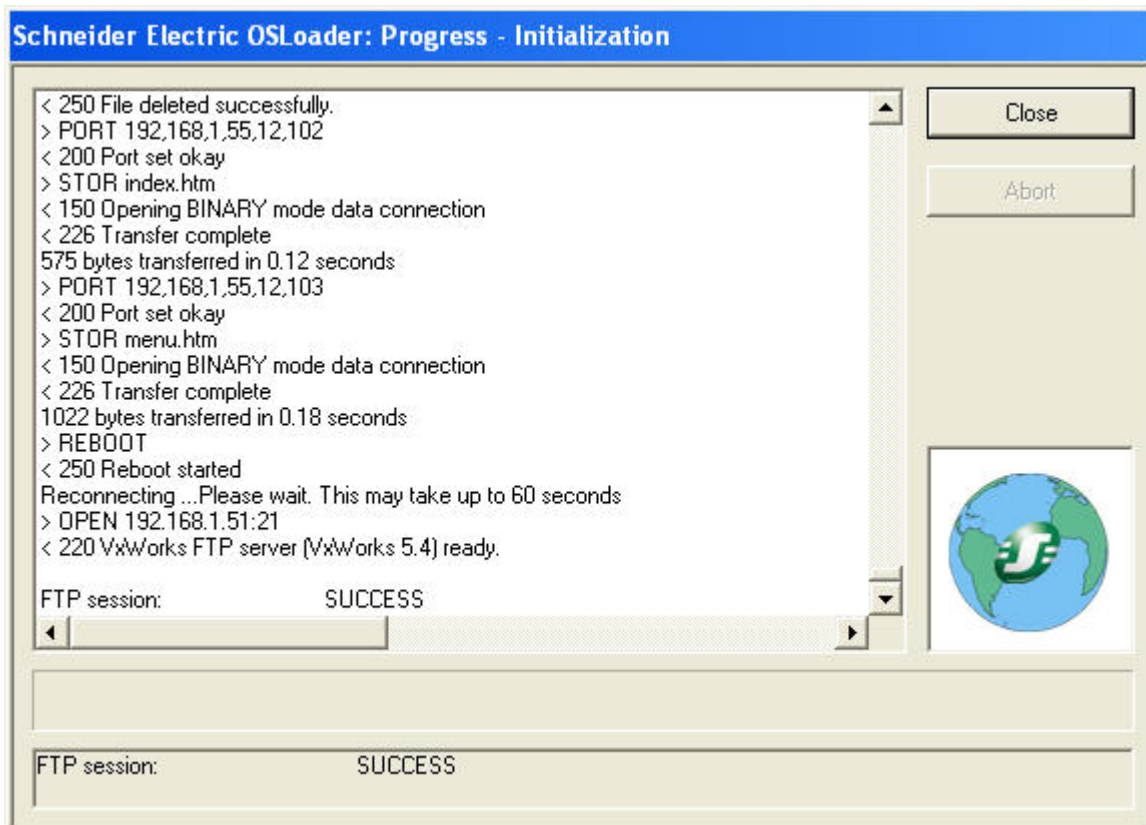 Schneider Electric OSLoader: Progress - Initialization
< 250 File deleted successfully.
> PORT 192,168,1,55,12,102
< 200 Port set okay
> STOR index.htm
< 150 Opening BINARY mode data connection
< 226 Transfer complete
575 bytes transferred in 0.12 seconds
> PORT 192,168,1,55,12,103
< 200 Port set okay
> STOR menu.htm
< 150 Opening BINARY mode data connection
< 226 Transfer complete
1022 bytes transferred in 0.18 seconds
> REBOOT
< 250 Reboot started
Reconnecting ...Please wait. This may take up to 60 seconds
> OPEN 192.168.1.51:21
< 220 VxWorks FTP server (VxWorks 5.4) ready.
FTP session: SUCCESS
Close
Abort
FTP session: SUCCESS